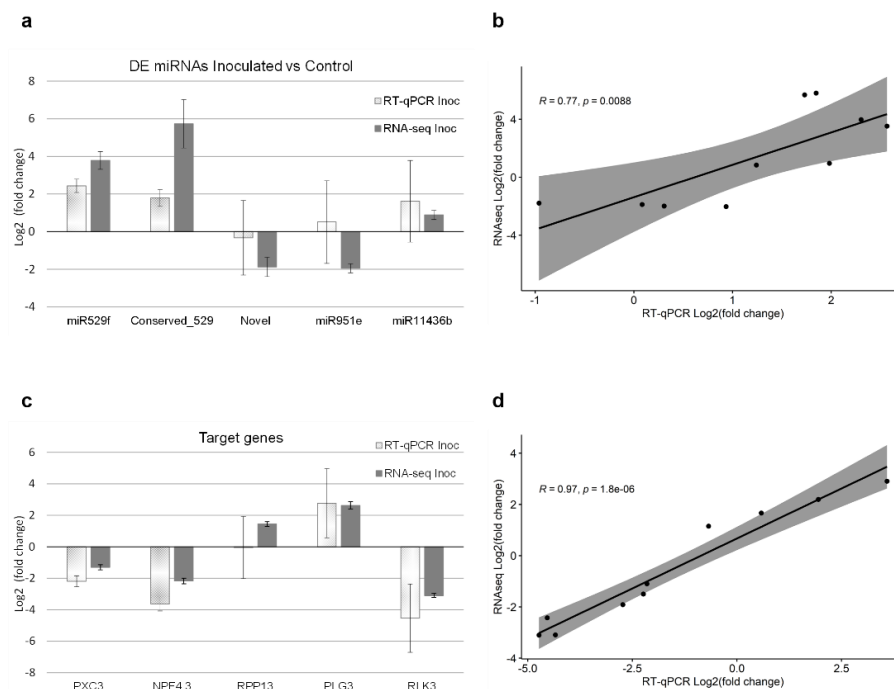 a
DE miRNAs Inoculated vs Control
8
6
4
2
0
-2
-4
Log2 (fold change)
RT-qPCR Inoc
RNA-seq Inoc
miR529f Conserved_529 Novel miR951e miR11436b
b
R = 0.77, p = 0.0088
4
0
-4
RNAseq Log2(fold change)
-1 0 1 2
RT-qPCR Log2(fold change)
c
Target genes
6
4
2
0
-2
-4
-6
-8
Log2 (fold change)
RT-qPCR Inoc
RNA-seq Inoc
PXC3 NPF4.3 RPP13 PLG3 RLK3
d
R = 0.97, p = 1.8e-06
4
2
0
-2
-4
RNAseq Log2(fold change)
-5.0 -2.5 0.0 2.5
RT-qPCR Log2(fold change)